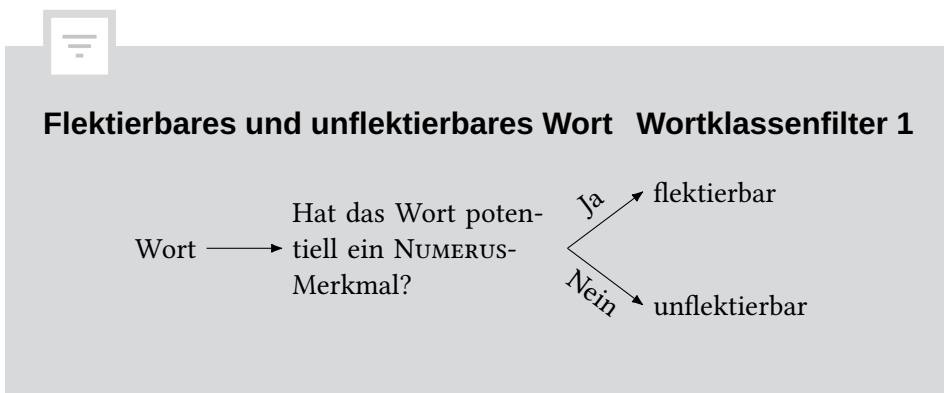 Flektierbares und unflektierbares Wort Wortklassenfilter 1
Wort
Hat das Wort poten-
tiell ein NUMERUS-
Merkmal?
Ja
flektierbar
Nein
unflektierbar